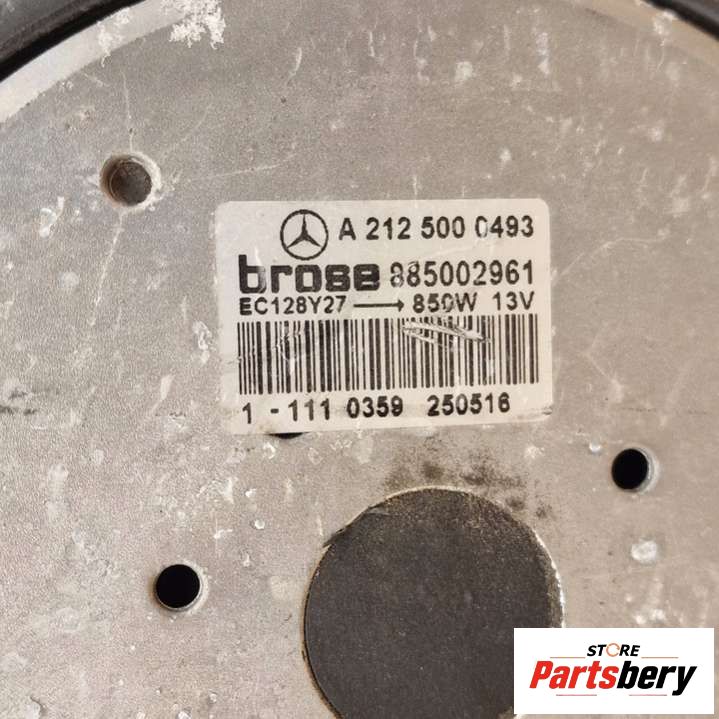 A 212 500 0493
brose 885002961
EC128Y27 → 850W 13V
1 - 111 0359 250516
STORE
Partsbery